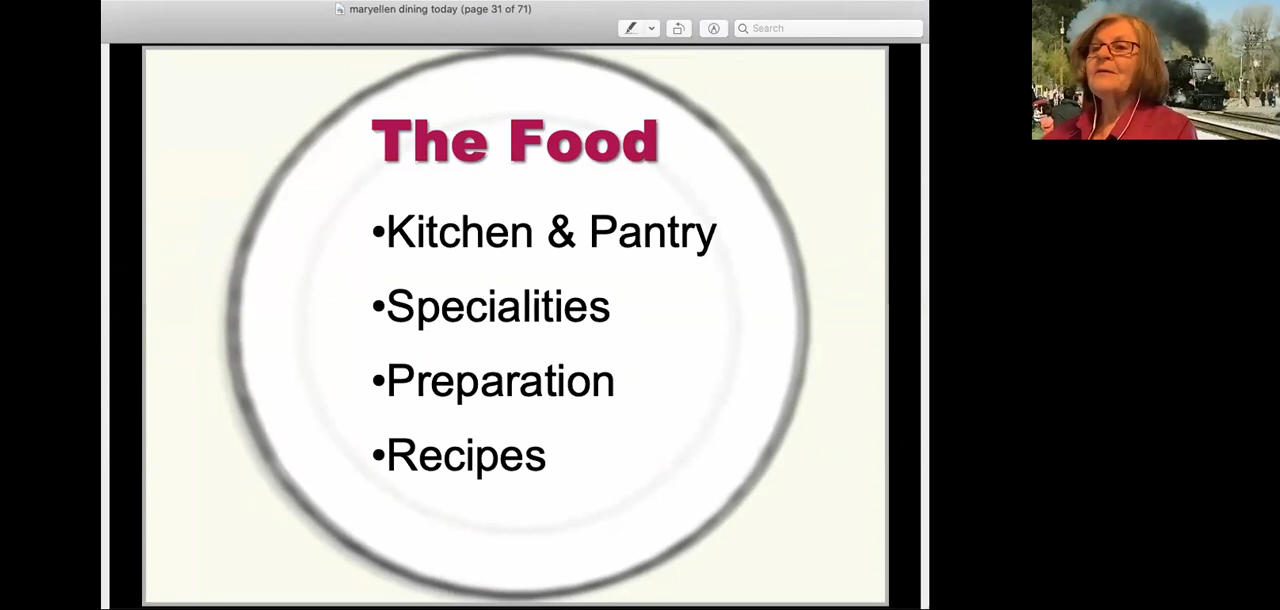 maryellen dining today (page 31 of 71)
Search
The Food
•Kitchen & Pantry
•Specialities
•Preparation
•Recipes